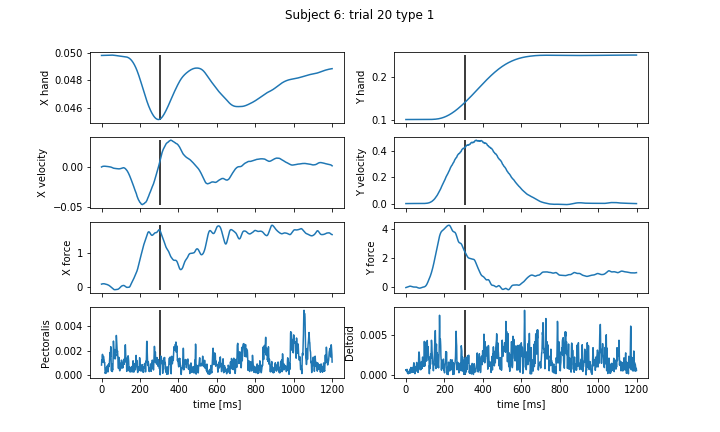 Subject 6: trial 20 type 1
0.050
0.048
0.046
X hand
0.2
0.1
Y hand
0.00
−0.05
X velocity
0.4
0.2
0.0
Y velocity
1
0
X force
4
2
0
Y force
0.004
0.002
0.000
Pectoralis
0 200 400 600 800 1000 1200
time [ms]
0.005
0.000
Deltoid
0 200 400 600 800 1000 1200
time [ms]